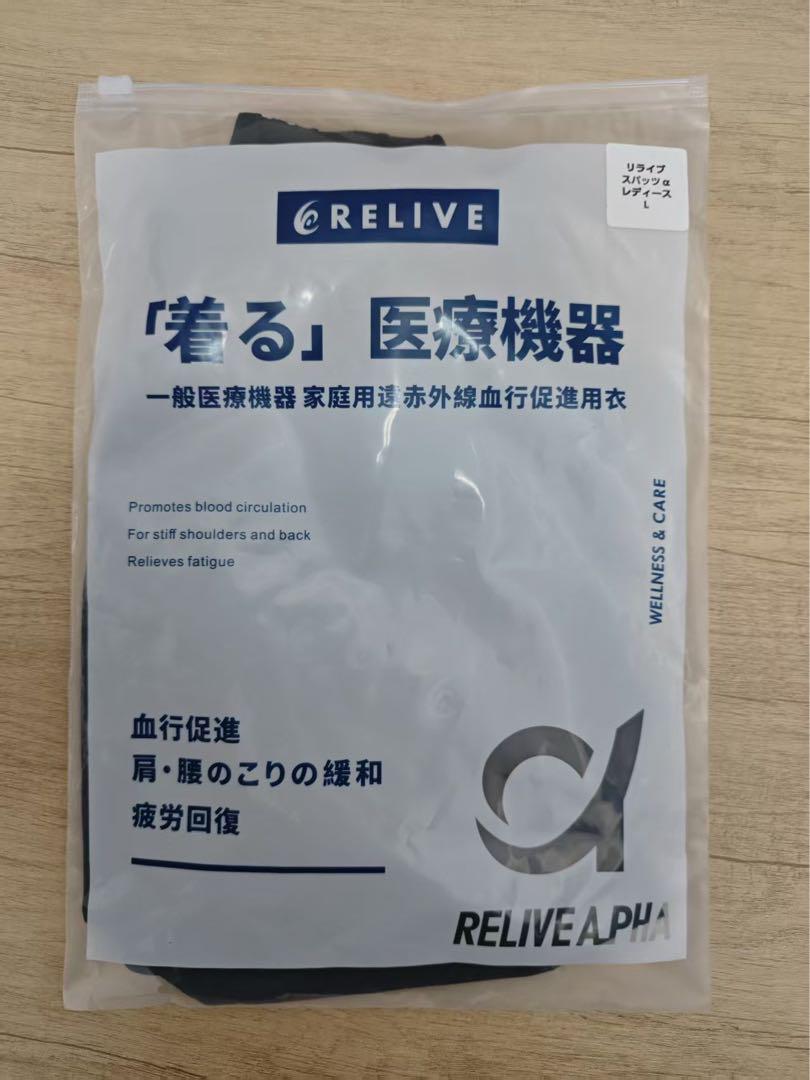 リライブ
スパッツα
レディース
L
RELIVE
「着る」医療機器
一般医療機器 家庭用遠赤外線血行促進用衣
Promotes blood circulation
For stiff shoulders and back
Relieves fatigue
WELLNESS & CARE
血行促進
肩・腰のこりの緩和
疲労回復
α
RELIVE ALPHA